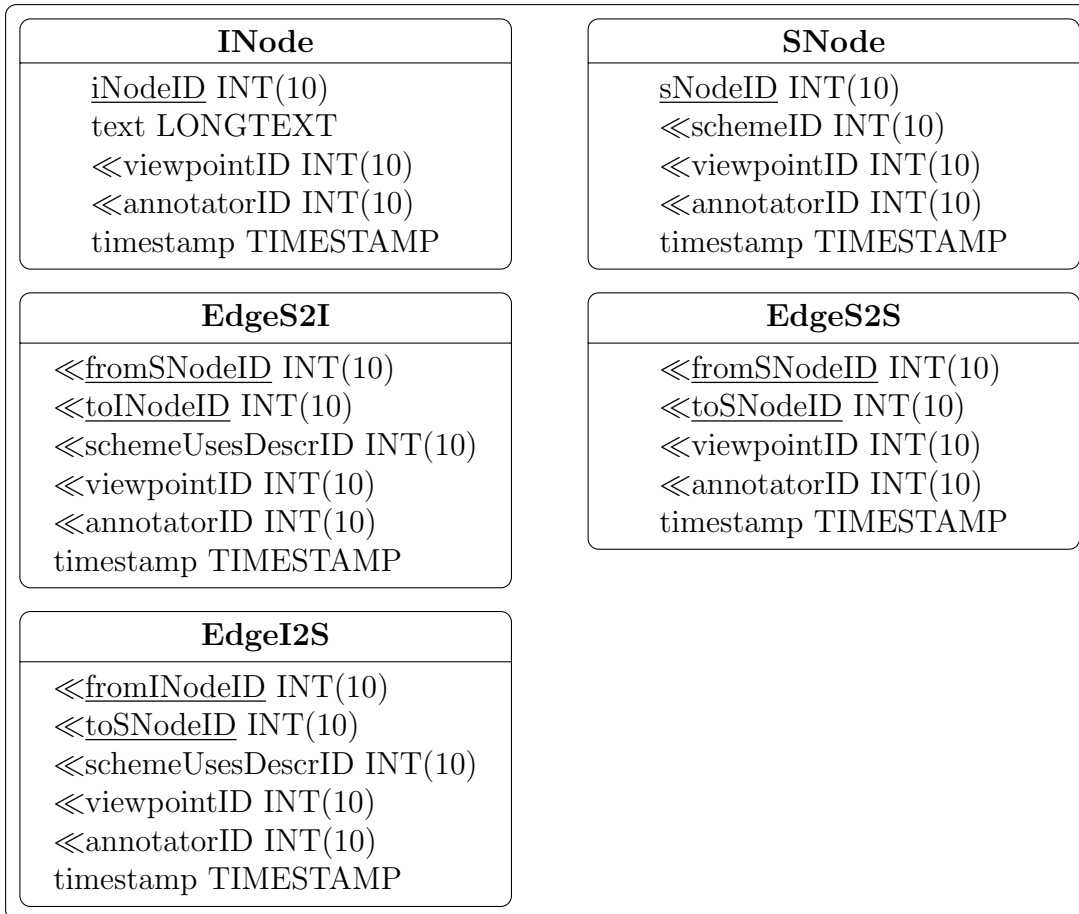 INode
iNodeID INT(10)
text LONGTEXT
≪viewpointID INT(10)
≪annotatorID INT(10)
timestamp TIMESTAMP
SNode
sNodeID INT(10)
≪schemeID INT(10)
≪viewpointID INT(10)
≪annotatorID INT(10)
timestamp TIMESTAMP
EdgeS2I
≪fromSNodeID INT(10)
≪toINodeID INT(10)
≪schemeUsesDescrID INT(10)
≪viewpointID INT(10)
≪annotatorID INT(10)
timestamp TIMESTAMP
EdgeS2S
≪fromSNodeID INT(10)
≪toSNodeID INT(10)
≪viewpointID INT(10)
≪annotatorID INT(10)
timestamp TIMESTAMP
EdgeI2S
≪fromINodeID INT(10)
≪toSNodeID INT(10)
≪schemeUsesDescrID INT(10)
≪viewpointID INT(10)
≪annotatorID INT(10)
timestamp TIMESTAMP